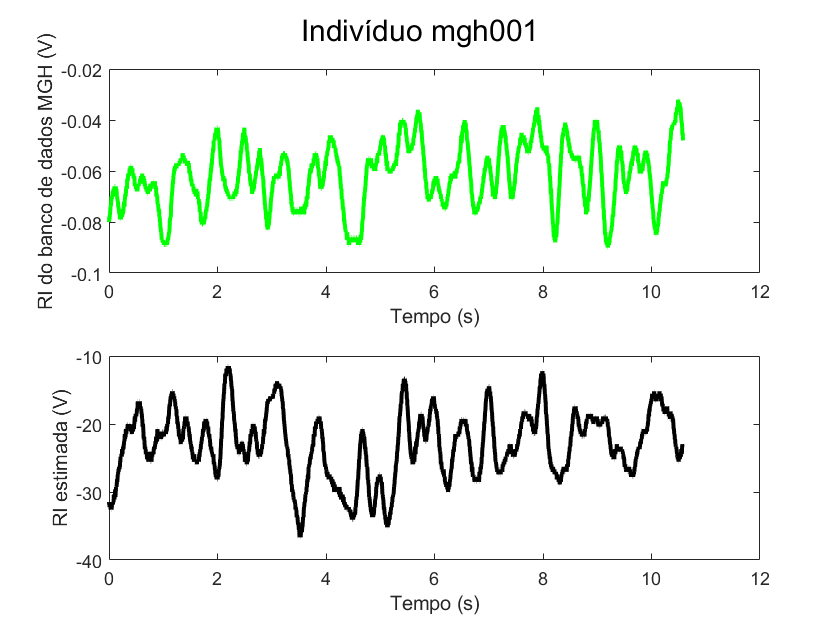 Indivíduo mgh001
RI do banco de dados MGH (V)
-0.02
-0.04
-0.06
-0.08
-0.1
0 2 4 6 8 10 12
Tempo (s)
RI estimada (V)
-10
-20
-30
-40
0 2 4 6 8 10 12
Tempo (s)